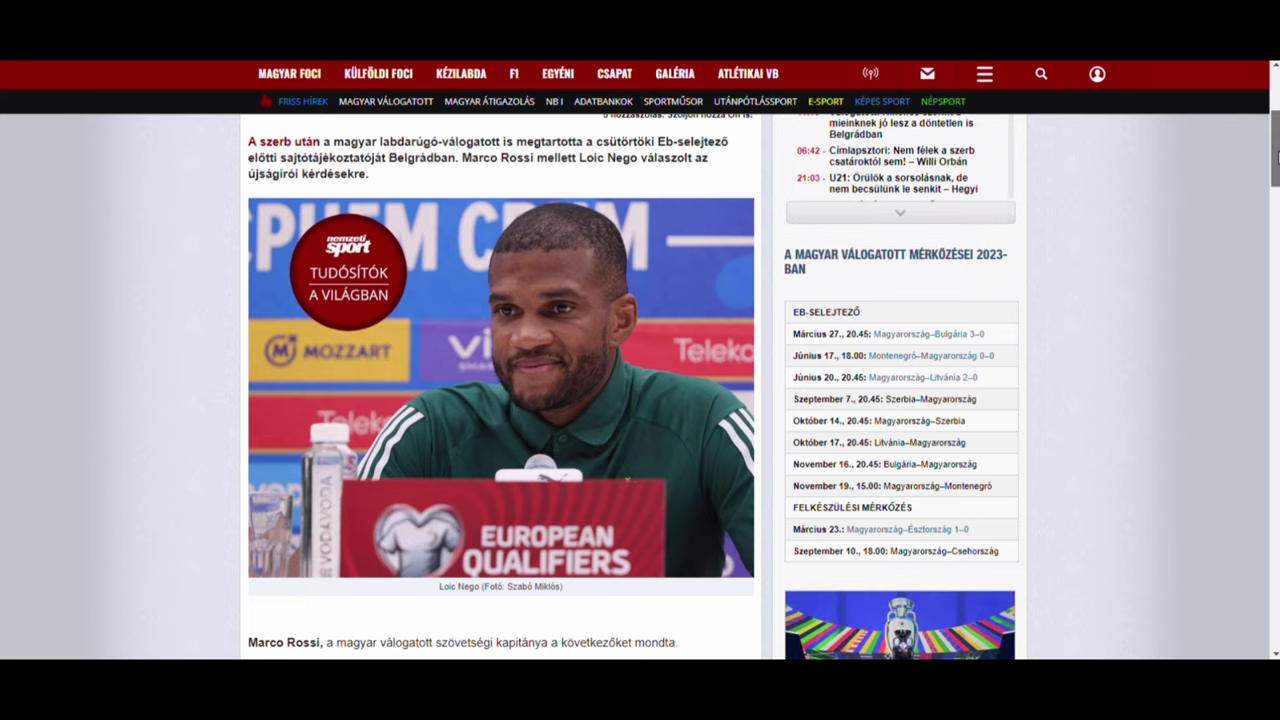 MAGYAR FOCI KÜLFÖLDI FOCI KÉZILABDA F1 EGYÉNI CSAPAT GALÉRIA ATLÉTIKAI VB
FRISS HÍREK MAGYAR VÁLOGATOTT MAGYAR ÁTIGAZOLÁS NB I ADATBANKOK SPORTMŰSOR UTÁNPÓTLÁSSPORT E-SPORT KÉPES SPORT NÉPSPORT
A szerb után a magyar labdarúgó-válogatott is megtartotta a csütörtöki Eb-selejtező
előtti sajtótájékoztatóját Belgrádban. Marco Rossi mellett Loic Nego válaszolt az
újságírói kérdésekre.
nemzeti
sport
TUDÓSÍTÓK
A VILÁGBAN
MOZZART
Teleko
Teleko
VODAVODA
EUROPEAN
QUALIFIERS
Loic Nego (Fotó: Szabó Miklós)
Marco Rossi, a magyar válogatott szövetségi kapitánya a következőket mondta.
mieinknek jó lesz a döntetlen is
Belgrádban
06:42 - Címlapsztori: Nem félek a szerb
csatároktól sem! – Willi Orbán
21:03 - U21: Örülök a sorsolásnak, de
nem becsülünk le senkit – Hegyi
A MAGYAR VÁLOGATOTT MÉRKŐZÉSEI 2023-
BAN
EB-SELEJTEZŐ
Március 27., 20.45: Magyarország–Bulgária 3–0
Június 17., 18.00: Montenegró–Magyarország 0–0
Június 20., 20.45: Magyarország–Litvánia 2–0
Szeptember 7., 20.45: Szerbia–Magyarország
Október 14., 20.45: Magyarország–Szerbia
Október 17., 20.45: Litvánia–Magyarország
November 16., 20.45: Bulgária–Magyarország
November 19., 15.00: Magyarország–Montenegró
FELKÉSZÜLÉSI MÉRKŐZÉS
Március 23.: Magyarország–Észtország 1–0
Szeptember 10., 18.00: Magyarország–Csehország